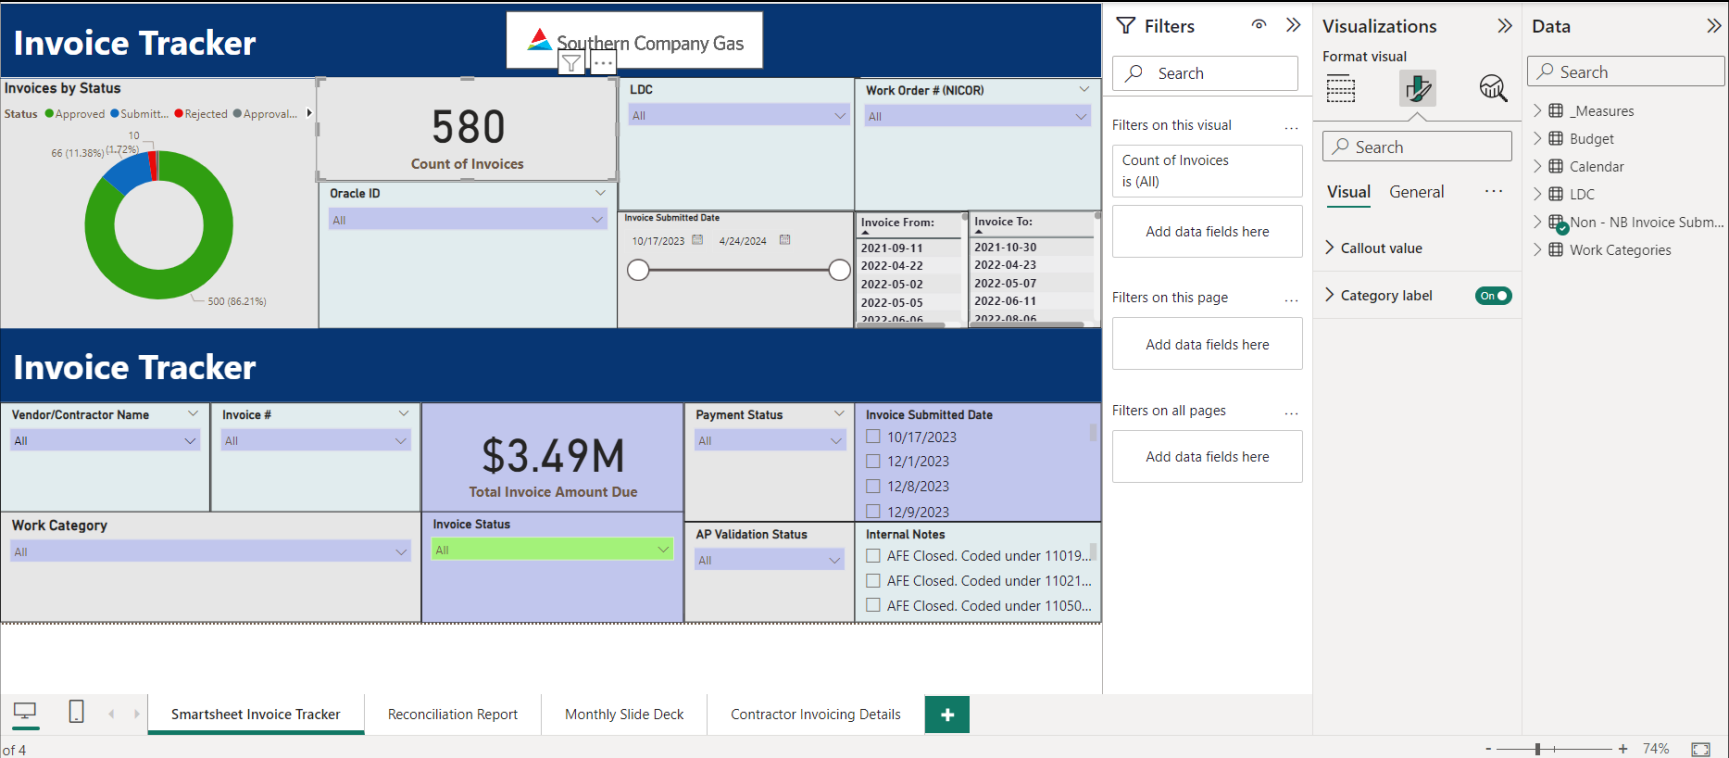 Invoice Tracker
Southern Company Gas
Invoices by Status
Status Approved Submitt... Rejected Approval...
10
(1.72%)
66 (11.38%)
500 (86.21%)
580
Count of Invoices
Oracle ID
All
LDC
All
Work Order # (NICOR)
All
Invoice Submitted Date
10/17/2023 4/24/2024
Invoice From:
2021-09-11
2022-04-22
2022-05-02
2022-05-05
2022-06-06
Invoice To:
2021-10-30
2022-04-23
2022-05-07
2022-06-11
2022-08-06
Invoice Tracker
Vendor/Contractor Name
All
Invoice #
All
$3.49M
Total Invoice Amount Due
Payment Status
All
Invoice Submitted Date
10/17/2023
12/1/2023
12/8/2023
12/9/2023
Work Category
All
Invoice Status
All
AP Validation Status
All
Internal Notes
AFE Closed. Coded under 11019...
AFE Closed. Coded under 11021...
AFE Closed. Coded under 11050...
Smartsheet Invoice Tracker
Reconciliation Report
Monthly Slide Deck
Contractor Invoicing Details
+
of 4
Filters
Search
Filters on this visual ...
Count of Invoices
is (All)
Add data fields here
Filters on this page ...
Add data fields here
Filters on all pages ...
Add data fields here
Visualizations
Format visual
Search
Visual General ...
Callout value
Category label On
Data
Search
_Measures
Budget
Calendar
LDC
Non - NB Invoice Subm...
Work Categories
- + 74%